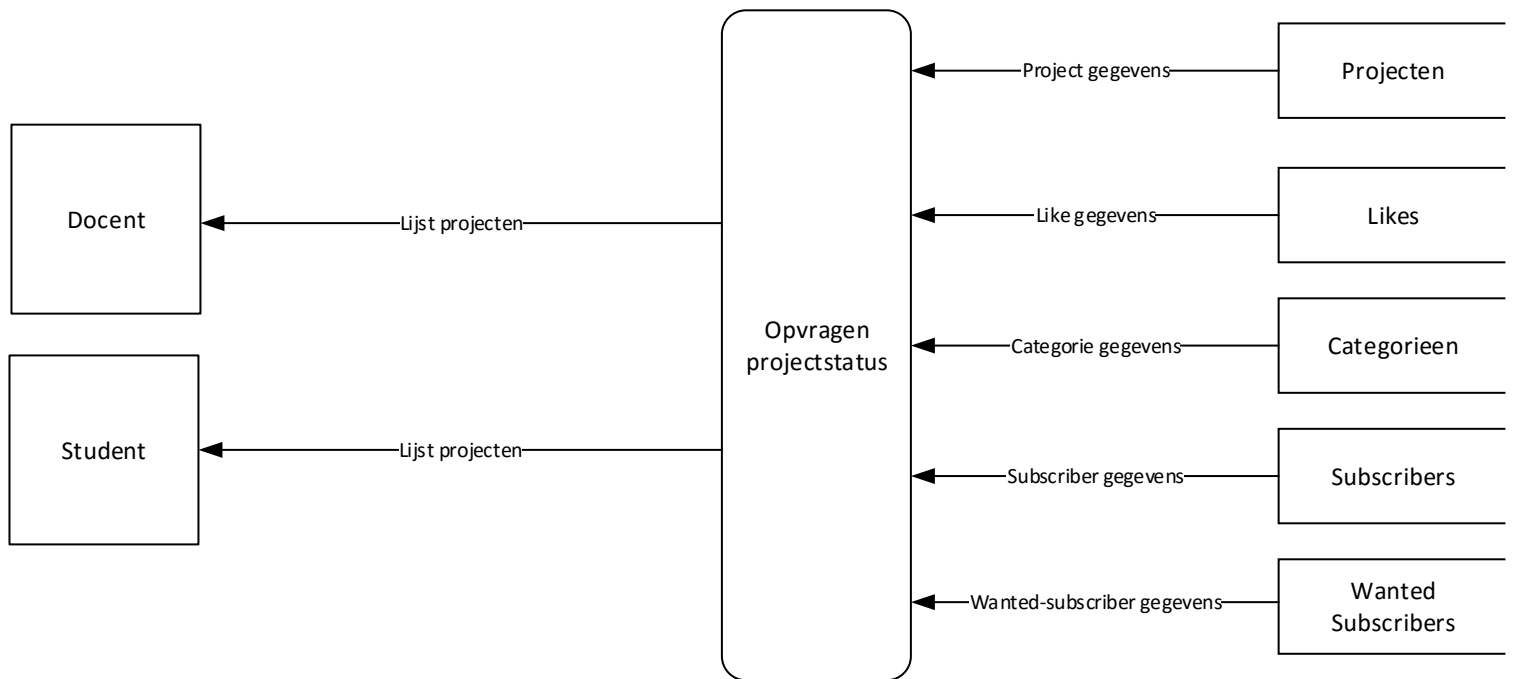 Docent
Student
Lijst projecten
Lijst projecten
Opvragen
projectstatus
Project gegevens
Like gegevens
Categorie gegevens
Subscriber gegevens
Wanted-subscriber gegevens
Projecten
Likes
Categorieen
Subscribers
Wanted
Subscribers